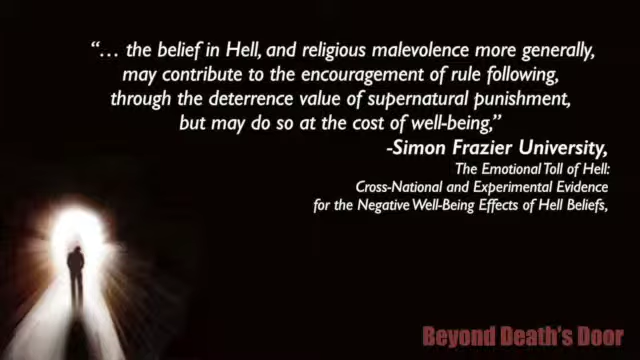 “… the belief in Hell, and religious malevolence more generally,
may contribute to the encouragement of rule following,
through the deterrence value of supernatural punishment,
but may do so at the cost of well-being,”
-Simon Frazier University,
The Emotional Toll of Hell:
Cross-National and Experimental Evidence
for the Negative Well-Being Effects of Hell Beliefs,
Beyond Death's Door